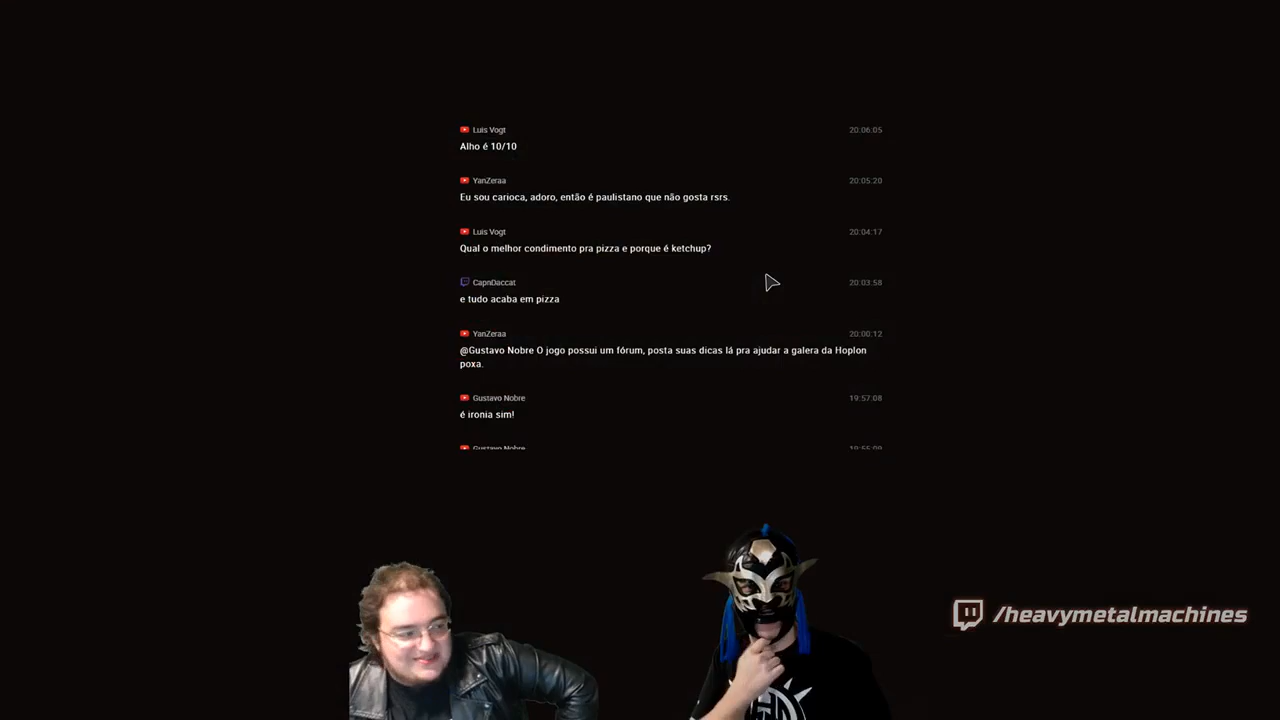 Luis Vogt 20:06:05
Alho é 10/10
YanZeraa 20:05:20
Eu sou carioca, adoro, então é paulistano que não gosta rsrs.
Luis Vogt 20:04:17
Qual o melhor condimento pra pizza e porque é ketchup?
CapnDaccat 20:03:58
e tudo acaba em pizza
YanZeraa 20:00:12
@Gustavo Nobre O jogo possui um fórum, posta suas dicas lá pra ajudar a galera da Hoplon
poxa.
Gustavo Nobre 19:57:08
é ironia sim!
Gustavo Nobre
/heavymetalmachines